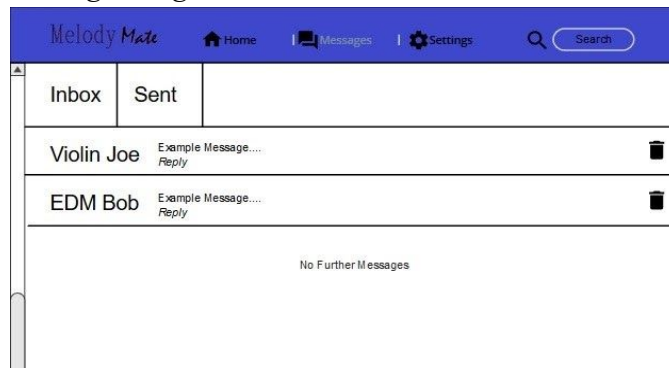 Melody Mate Home Messages Settings Search
Inbox Sent
Violin Joe Example Message....
Reply
EDM Bob Example Message....
Reply
No Further Messages